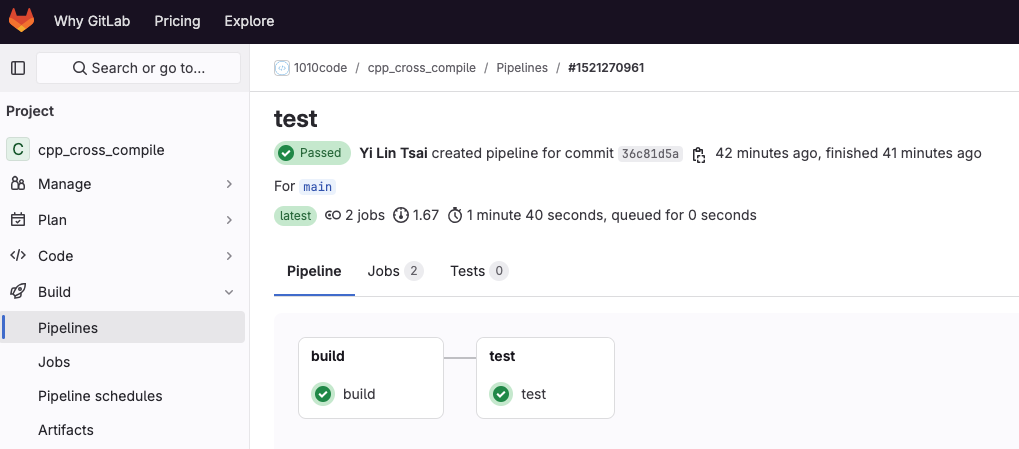 Why GitLab Pricing Explore
Search or go to...
Project
C cpp_cross_compile
Manage
Plan
Code
Build
Pipelines
Jobs
Pipeline schedules
Artifacts
1010code / cpp_cross_compile / Pipelines / #1521270961
test
Passed Yi Lin Tsai created pipeline for commit 36c81d5a 42 minutes ago, finished 41 minutes ago
For main
latest 2 jobs 1.67 1 minute 40 seconds, queued for 0 seconds
Pipeline Jobs 2 Tests 0
build
build
test
test